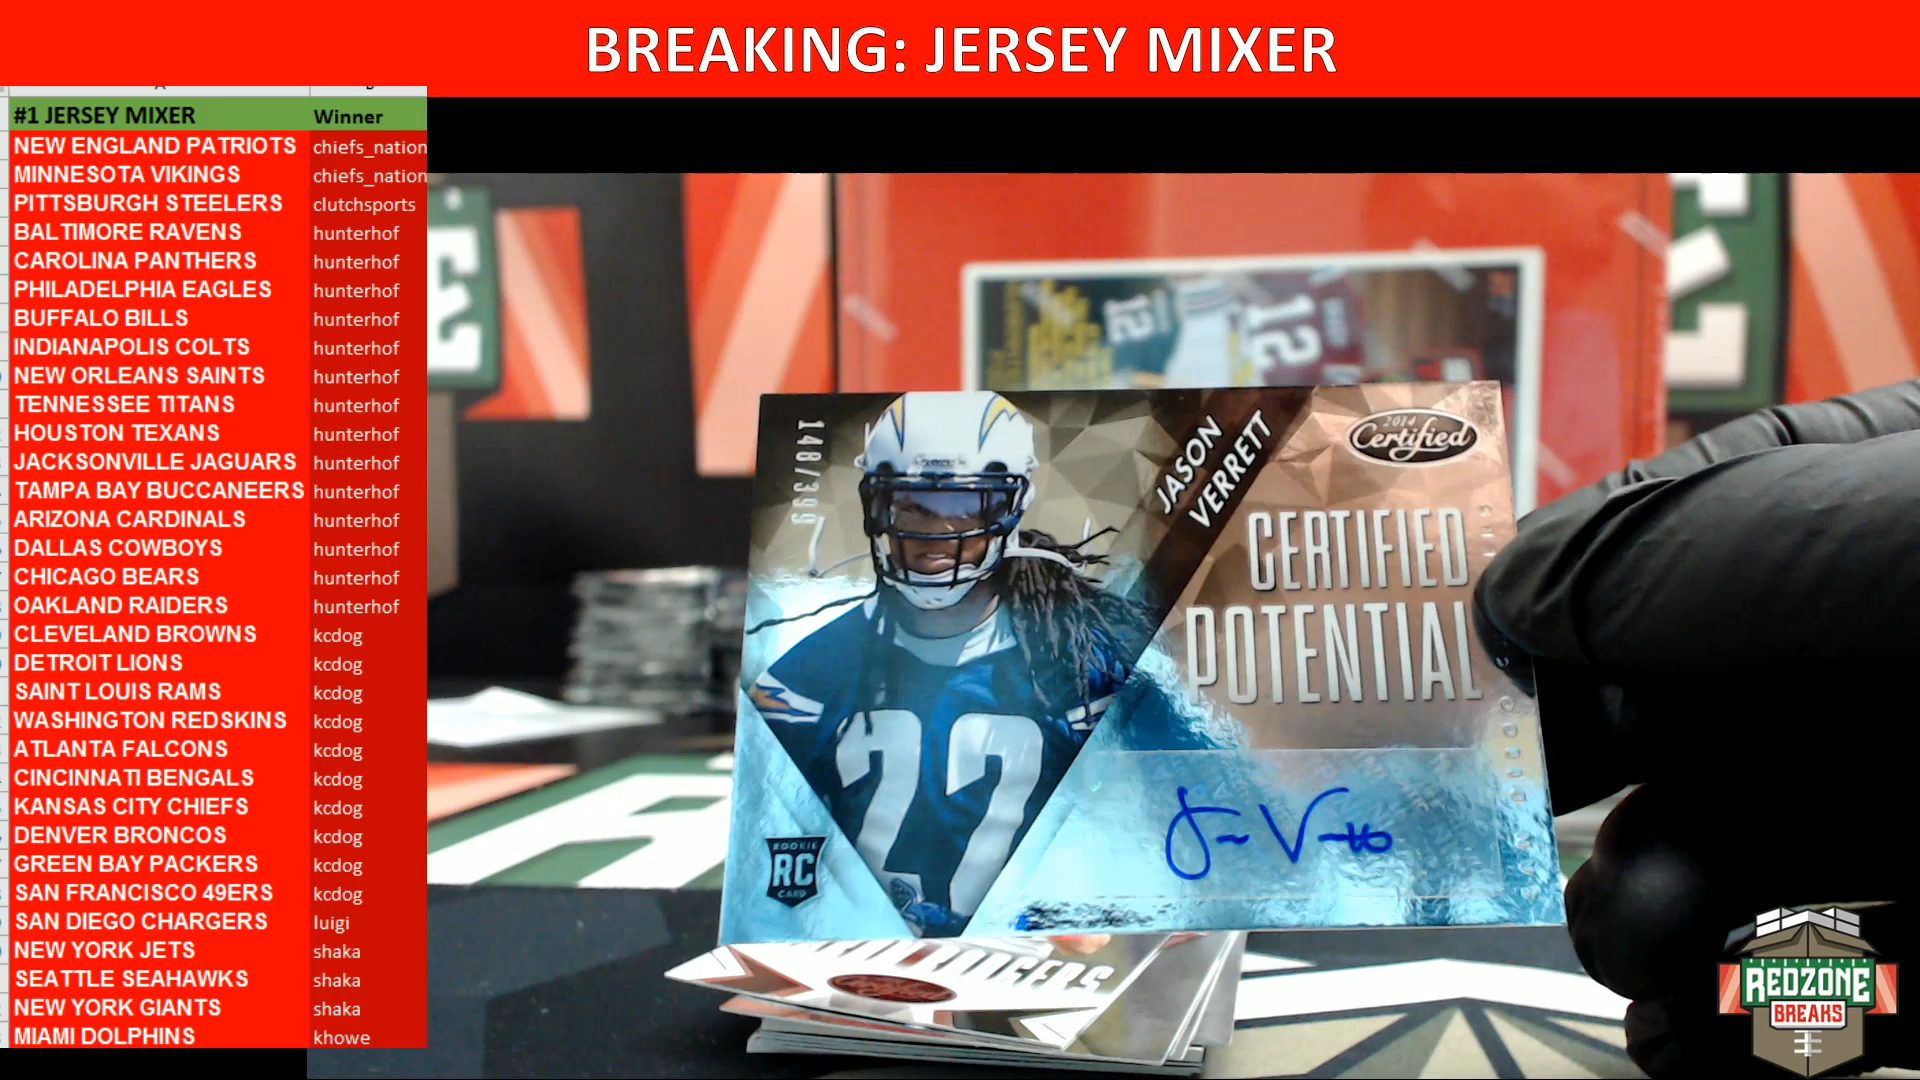 BREAKING: JERSEY MIXER
#1 JERSEY MIXER Winner
NEW ENGLAND PATRIOTS chiefs_nation
MINNESOTA VIKINGS chiefs_nation
PITTSBURGH STEELERS clutchsports
BALTIMORE RAVENS hunterhof
CAROLINA PANTHERS hunterhof
PHILADELPHIA EAGLES hunterhof
BUFFALO BILLS hunterhof
INDIANAPOLIS COLTS hunterhof
NEW ORLEANS SAINTS hunterhof
TENNESSEE TITANS hunterhof
HOUSTON TEXANS hunterhof
JACKSONVILLE JAGUARS hunterhof
TAMPA BAY BUCCANEERS hunterhof
ARIZONA CARDINALS hunterhof
DALLAS COWBOYS hunterhof
CHICAGO BEARS hunterhof
OAKLAND RAIDERS hunterhof
CLEVELAND BROWNS kcdog
DETROIT LIONS kcdog
SAINT LOUIS RAMS kcdog
WASHINGTON REDSKINS kcdog
ATLANTA FALCONS kcdog
CINCINNATI BENGALS kcdog
KANSAS CITY CHIEFS kcdog
DENVER BRONCOS kcdog
GREEN BAY PACKERS kcdog
SAN FRANCISCO 49ERS kcdog
SAN DIEGO CHARGERS luigi
NEW YORK JETS shaka
SEATTLE SEAHAWKS shaka
NEW YORK GIANTS shaka
MIAMI DOLPHINS khowe
12
12
148/399
JASON
VERRETT
2014
Certified
CERTIFIED
POTENTIAL
22
ROOKIE
RC
CARD
RODGERS
REDZONE
BREAKS